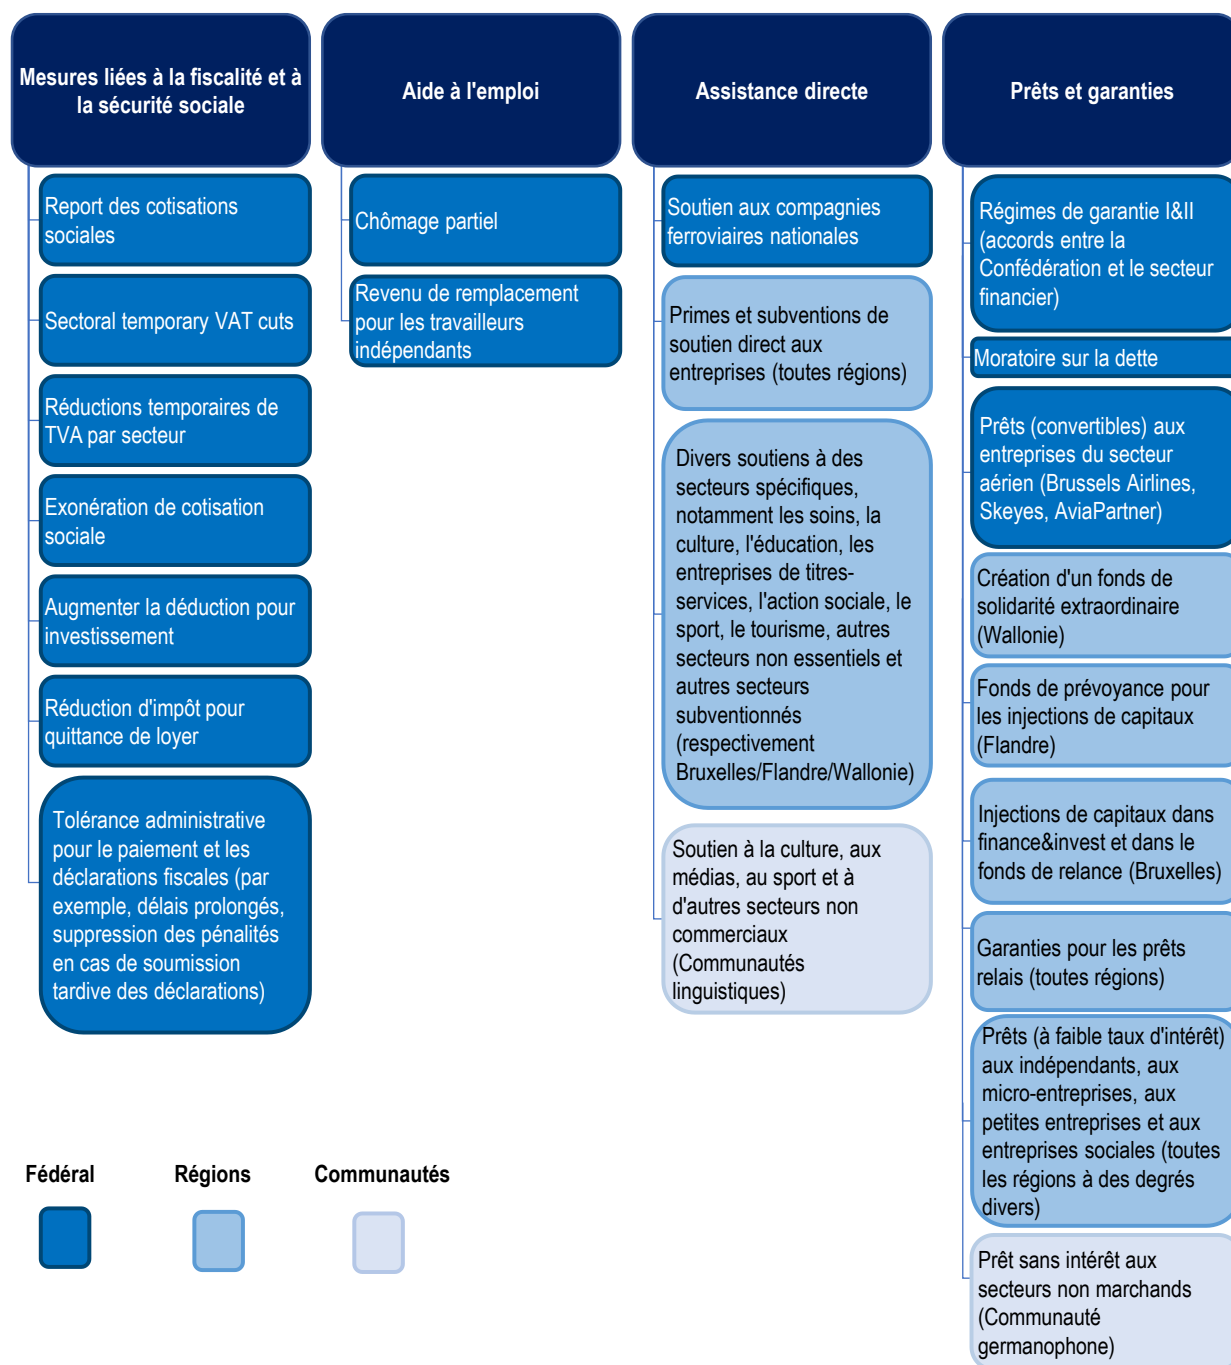 Mesures liées à la fiscalité et à
la sécurité sociale
Report des cotisations
sociales
Sectoral temporary VAT cuts
Réductions temporaires de
TVA par secteur
Exonération de cotisation
sociale
Augmenter la déduction pour
investissement
Réduction d'impôt pour
quittance de loyer
Tolérance administrative
pour le paiement et les
déclarations fiscales (par
exemple, délais prolongés,
suppression des pénalités
en cas de soumission
tardive des déclarations)
Aide à l'emploi
Chômage partiel
Revenu de remplacement
pour les travailleurs
indépendants
Assistance directe
Soutien aux compagnies
ferroviaires nationales
Primes et subventions de
soutien direct aux
entreprises (toutes régions)
Divers soutiens à des
secteurs spécifiques,
notamment les soins, la
culture, l'éducation, les
entreprises de titres-
services, l'action sociale, le
sport, le tourisme, autres
secteurs non essentiels et
autres secteurs
subventionnés
(respectivement
Bruxelles/Flandre/Wallonie)
Soutien à la culture, aux
médias, au sport et à
d'autres secteurs non
commerciaux
(Communautés
linguistiques)
Prêts et garanties
Régimes de garantie I&II
(accords entre la
Confédération et le secteur
financier)
Moratoire sur la dette
Prêts (convertibles) aux
entreprises du secteur
aérien (Brussels Airlines,
Skeyes, AviaPartner)
Création d'un fonds de
solidarité extraordinaire
(Wallonie)
Fonds de prévoyance pour
les injections de capitaux
(Flandre)
Injections de capitaux dans
finance&invest et dans le
fonds de relance (Bruxelles)
Garanties pour les prêts
relais (toutes régions)
Prêts (à faible taux d'intérêt)
aux indépendants, aux
micro-entreprises, aux
petites entreprises et aux
entreprises sociales (toutes
les régions à des degrés
divers)
Prêt sans intérêt aux
secteurs non marchands
(Communauté
germanophone)
Fédéral
Régions
Communautés